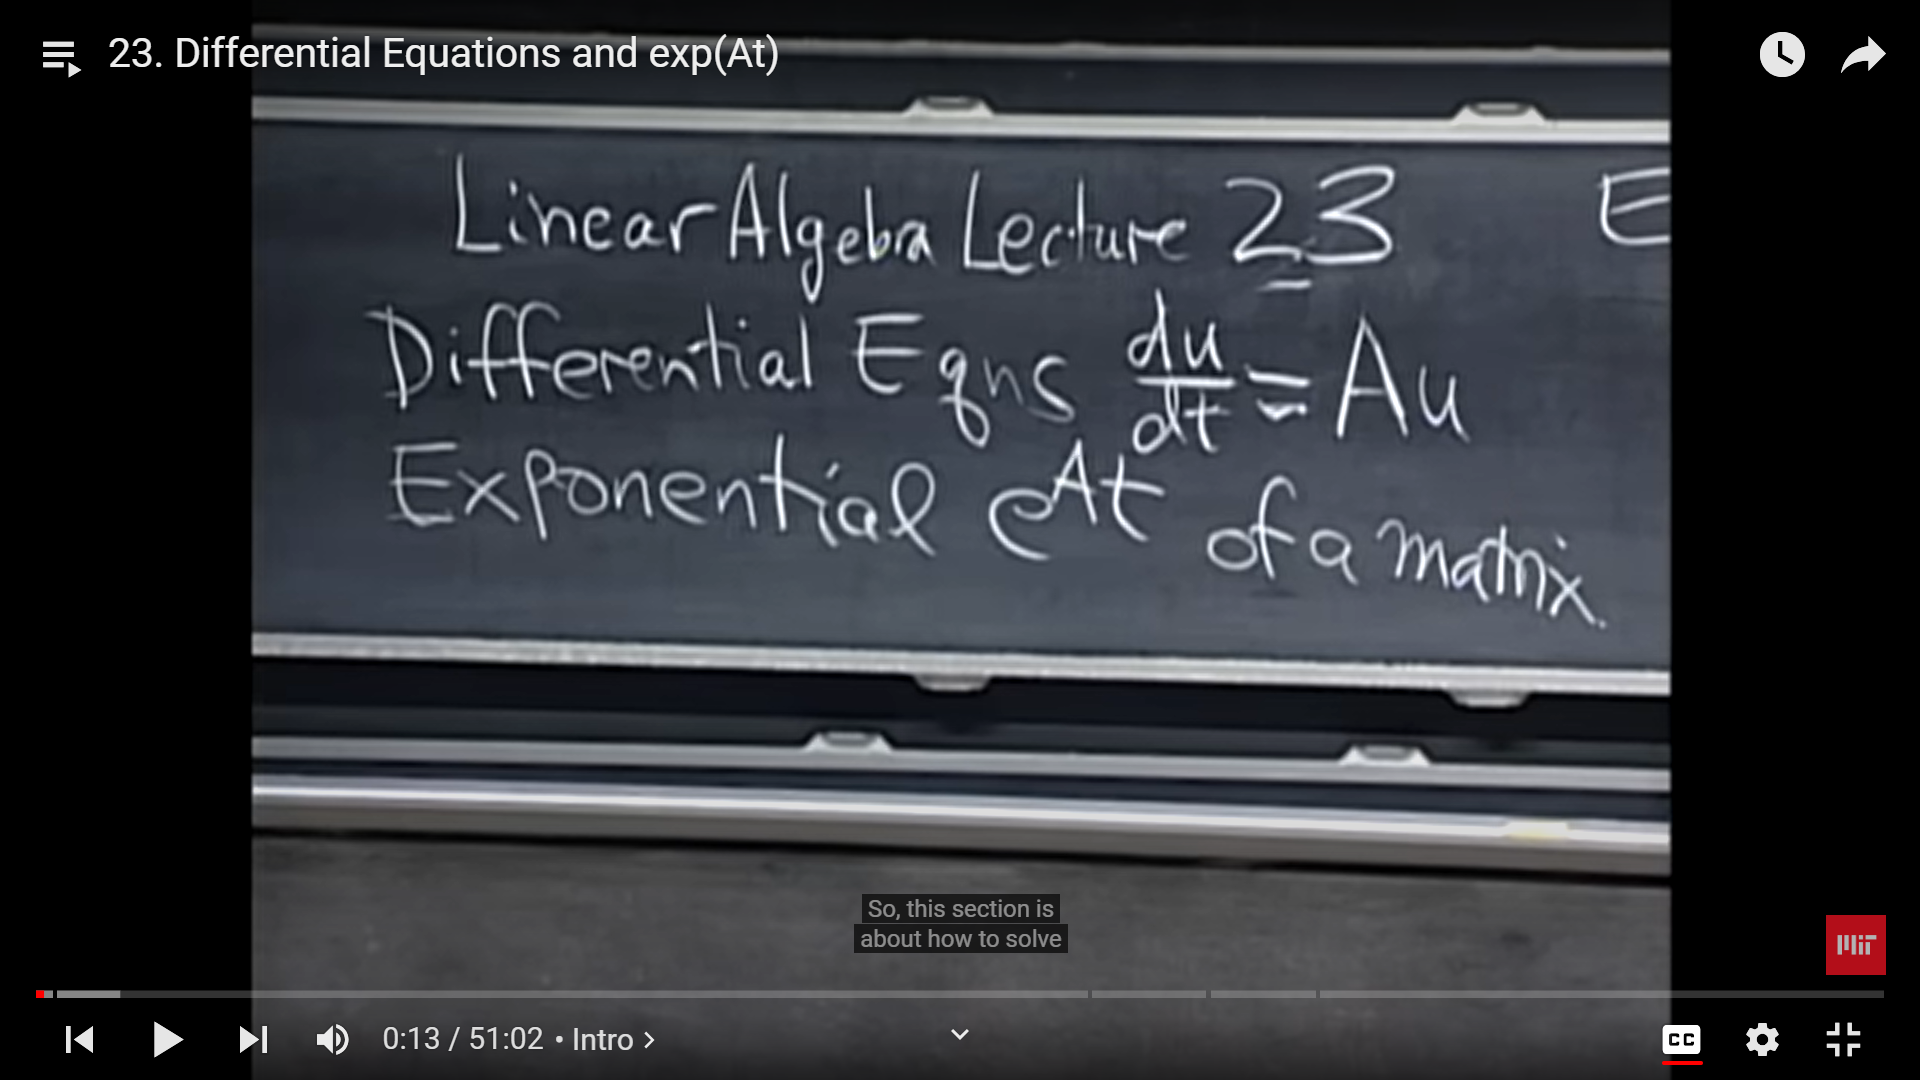 23. Differential Equations and exp(At)
Linear Algebra Lecture 23 E
Differential Eqns du/dt = Au
Exponential e^At of a matrix.
So, this section is
about how to solve
MIT
0:13 / 51:02 • Intro >
CC